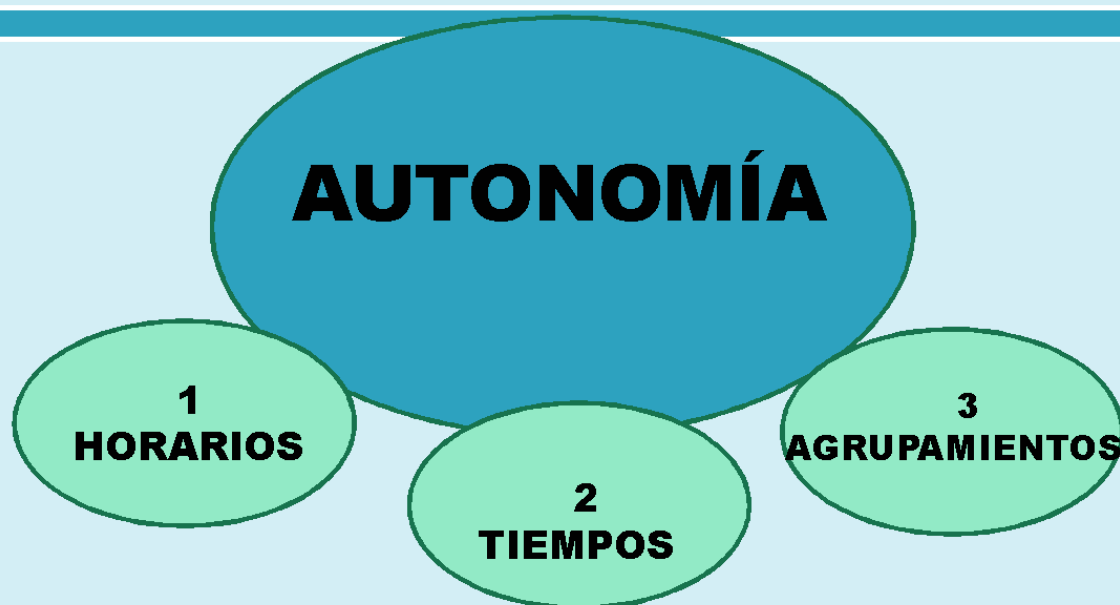 AUTONOMÍA
1
HORARIOS
2
TIEMPOS
3
AGRUPAMIENTOS